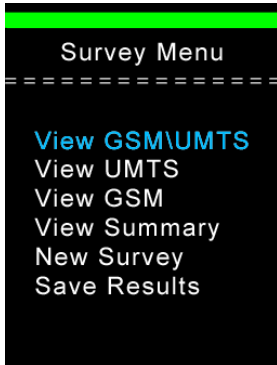 Survey Menu
= = = = = = = = = = = = = = =
View GSM\UMTS
View UMTS
View GSM
View Summary
New Survey
Save Results